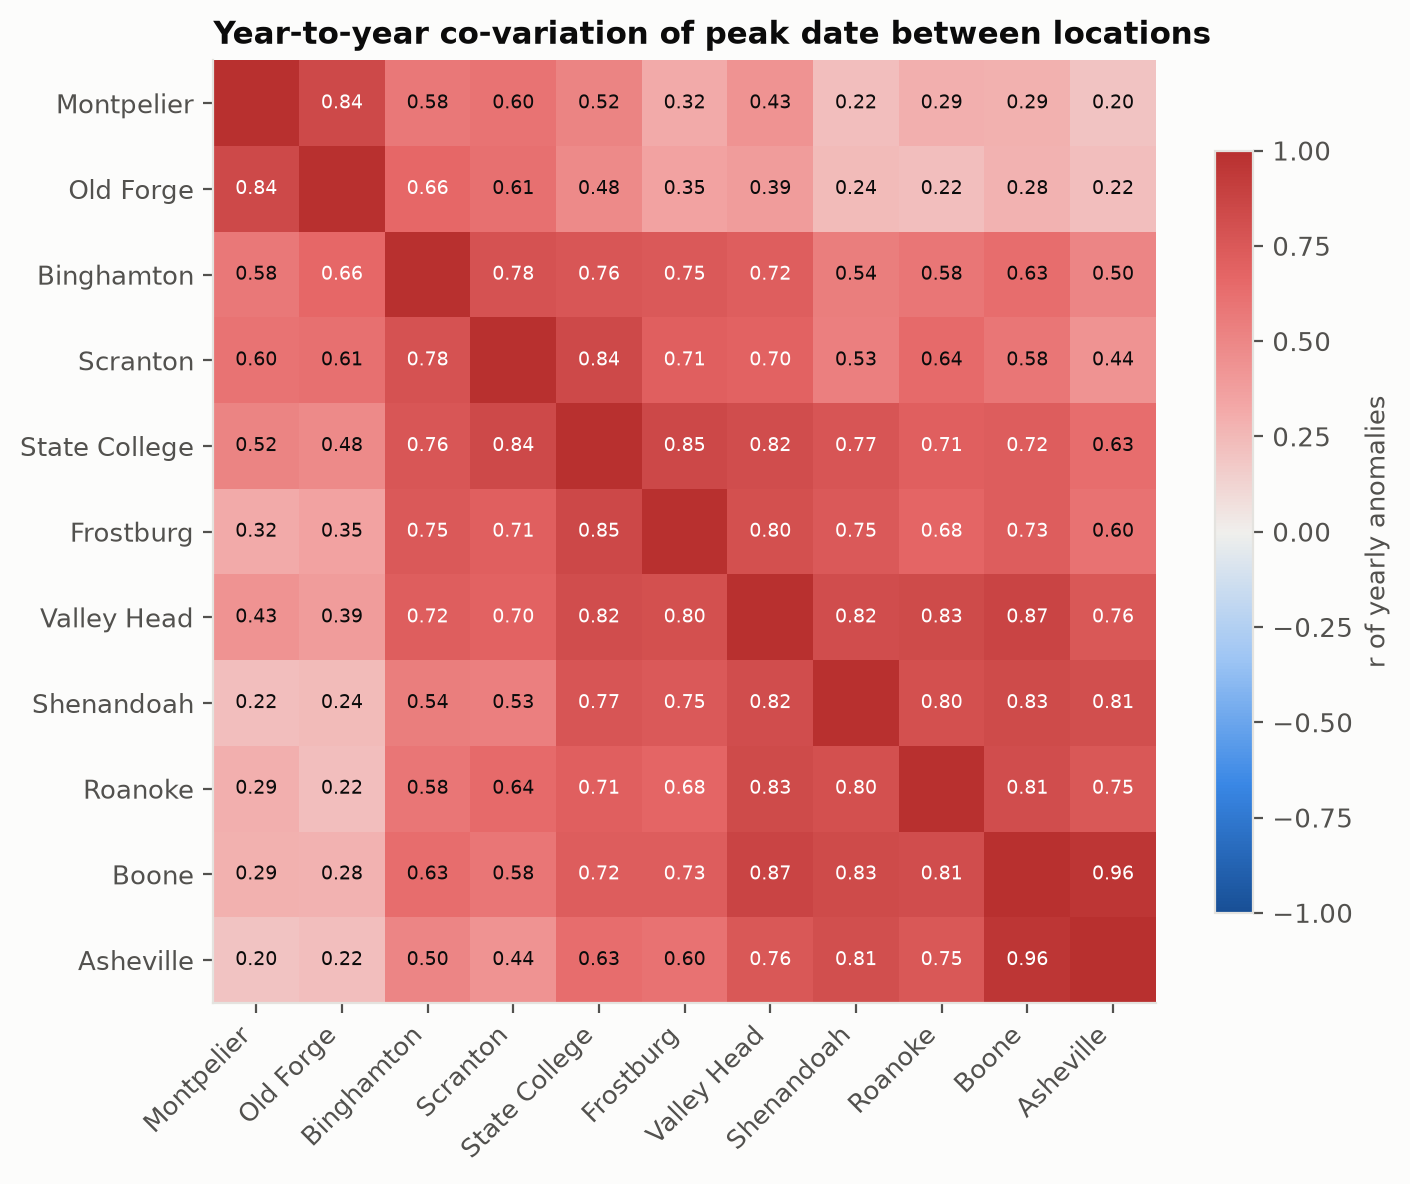 Year-to-year co-variation of peak date between locations
Montpelier 0.84 0.58 0.60 0.52 0.32 0.43 0.22 0.29 0.29 0.20
Old Forge 0.84 0.66 0.61 0.48 0.35 0.39 0.24 0.22 0.28 0.22
Binghamton 0.58 0.66 0.78 0.76 0.75 0.72 0.54 0.58 0.63 0.50
Scranton 0.60 0.61 0.78 0.84 0.71 0.70 0.53 0.64 0.58 0.44
State College 0.52 0.48 0.76 0.84 0.85 0.82 0.77 0.71 0.72 0.63
Frostburg 0.32 0.35 0.75 0.71 0.85 0.80 0.75 0.68 0.73 0.60
Valley Head 0.43 0.39 0.72 0.70 0.82 0.80 0.82 0.83 0.87 0.76
Shenandoah 0.22 0.24 0.54 0.53 0.77 0.75 0.82 0.80 0.83 0.81
Roanoke 0.29 0.22 0.58 0.64 0.71 0.68 0.83 0.80 0.81 0.75
Boone 0.29 0.28 0.63 0.58 0.72 0.73 0.87 0.83 0.81 0.96
Asheville 0.20 0.22 0.50 0.44 0.63 0.60 0.76 0.81 0.75 0.96
Montpelier
Old Forge
Binghamton
Scranton
State College
Frostburg
Valley Head
Shenandoah
Roanoke
Boone
Asheville
1.00
0.75
0.50
0.25
0.00
−0.25
−0.50
−0.75
−1.00
r of yearly anomalies